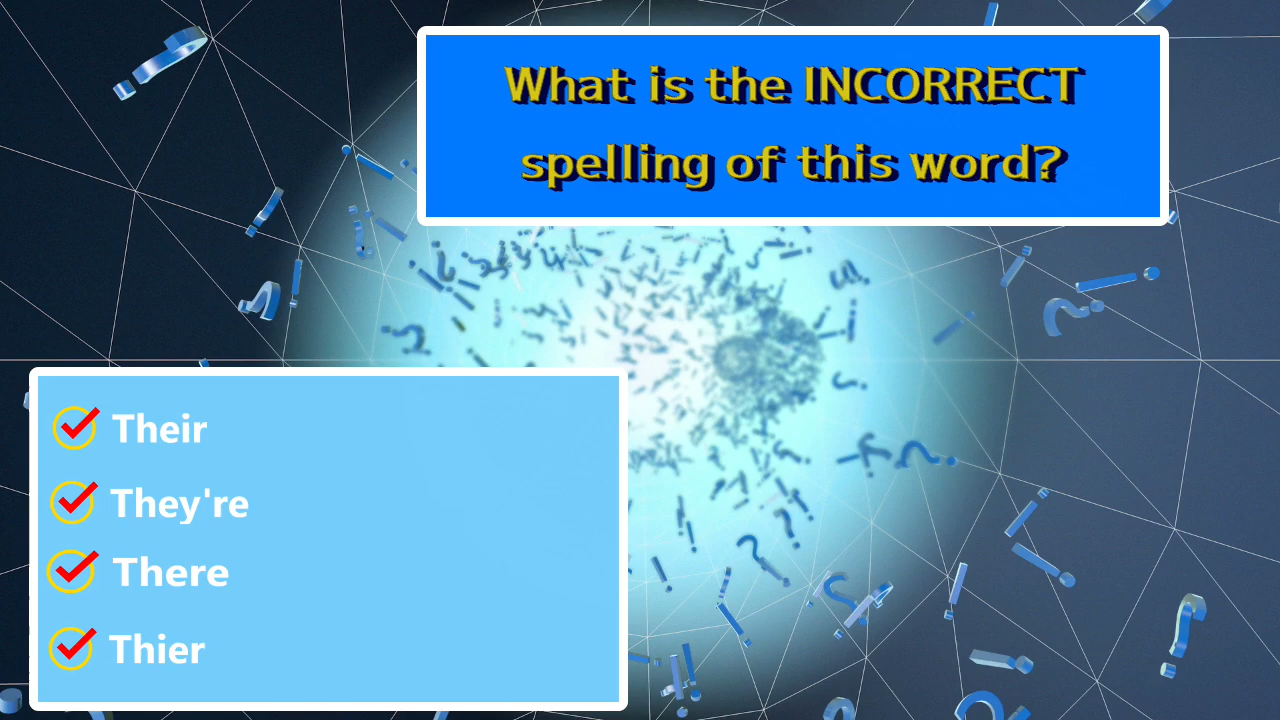 What is the INCORRECT
spelling of this word?
Their
They're
There
Thier